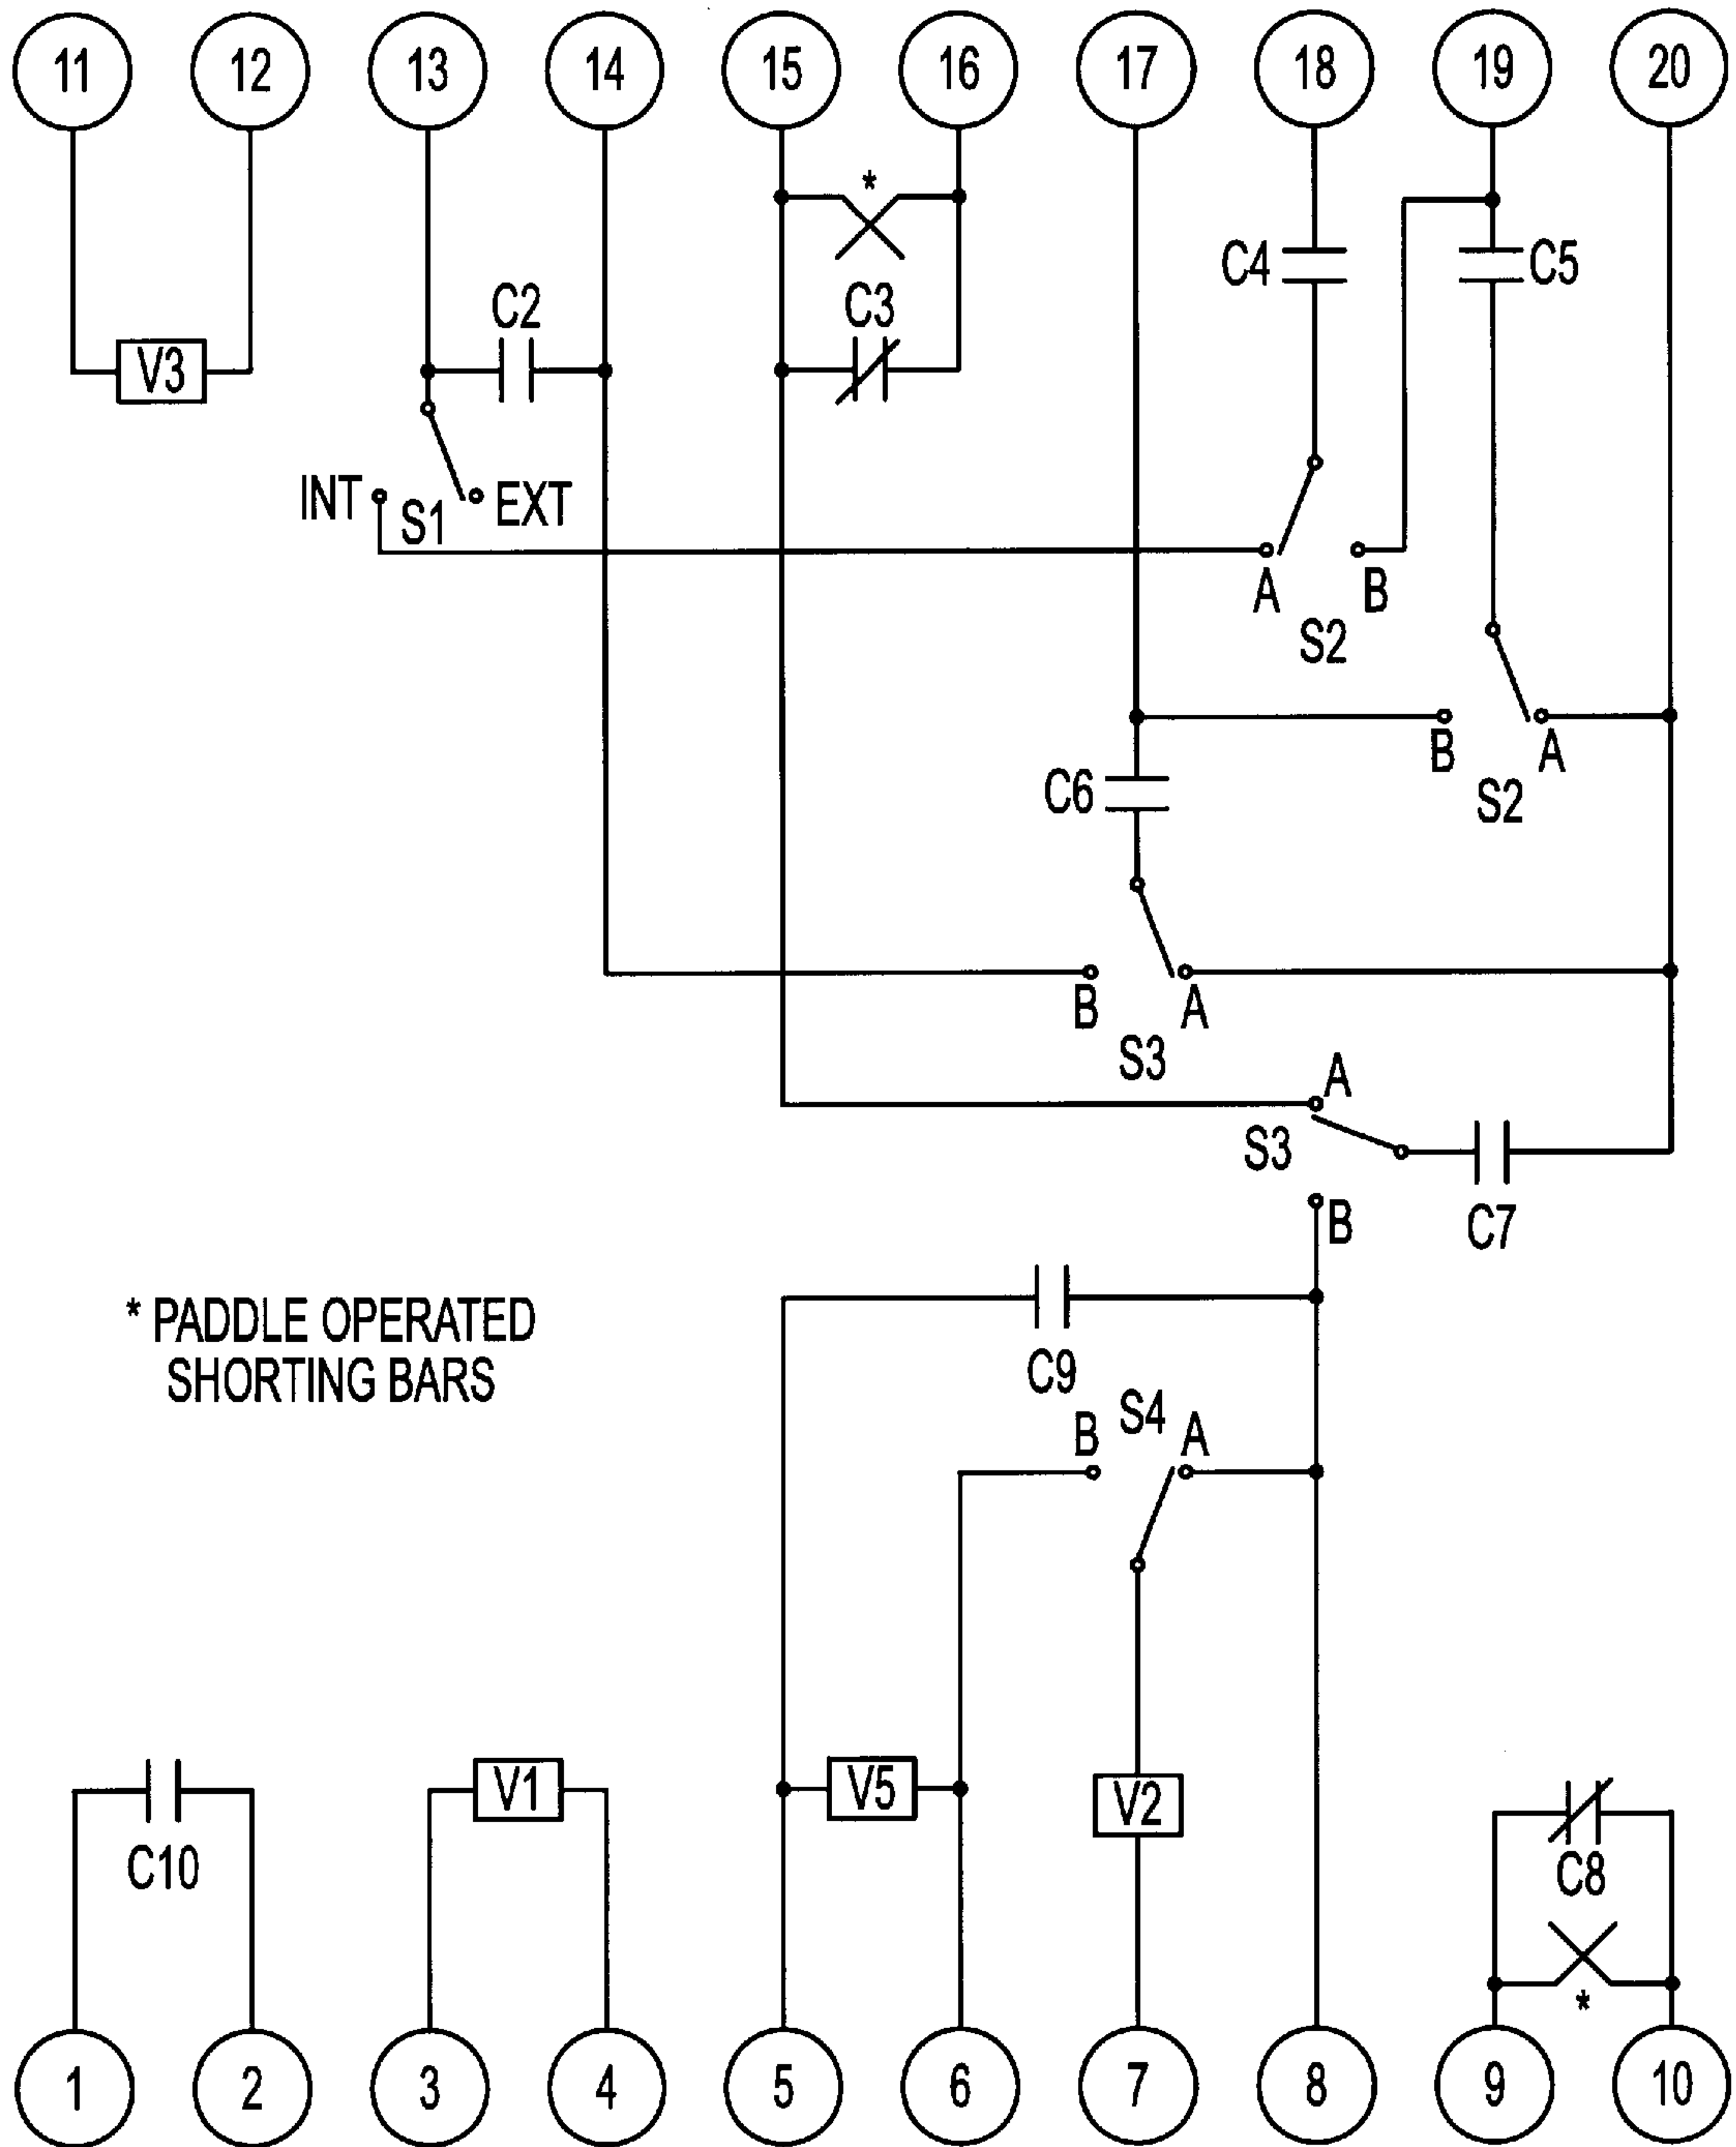 11 12 13 14 15 16 17 18 19 20
*
C4 C5
C2 C3
V3
INT S1 EXT
A B
S2
B A
C6 S2
B A
S3
A
S3
B C7
* PADDLE OPERATED
SHORTING BARS
C9
B S4 A
V1 V5 V2
C10 C8
*
1 2 3 4 5 6 7 8 9 10